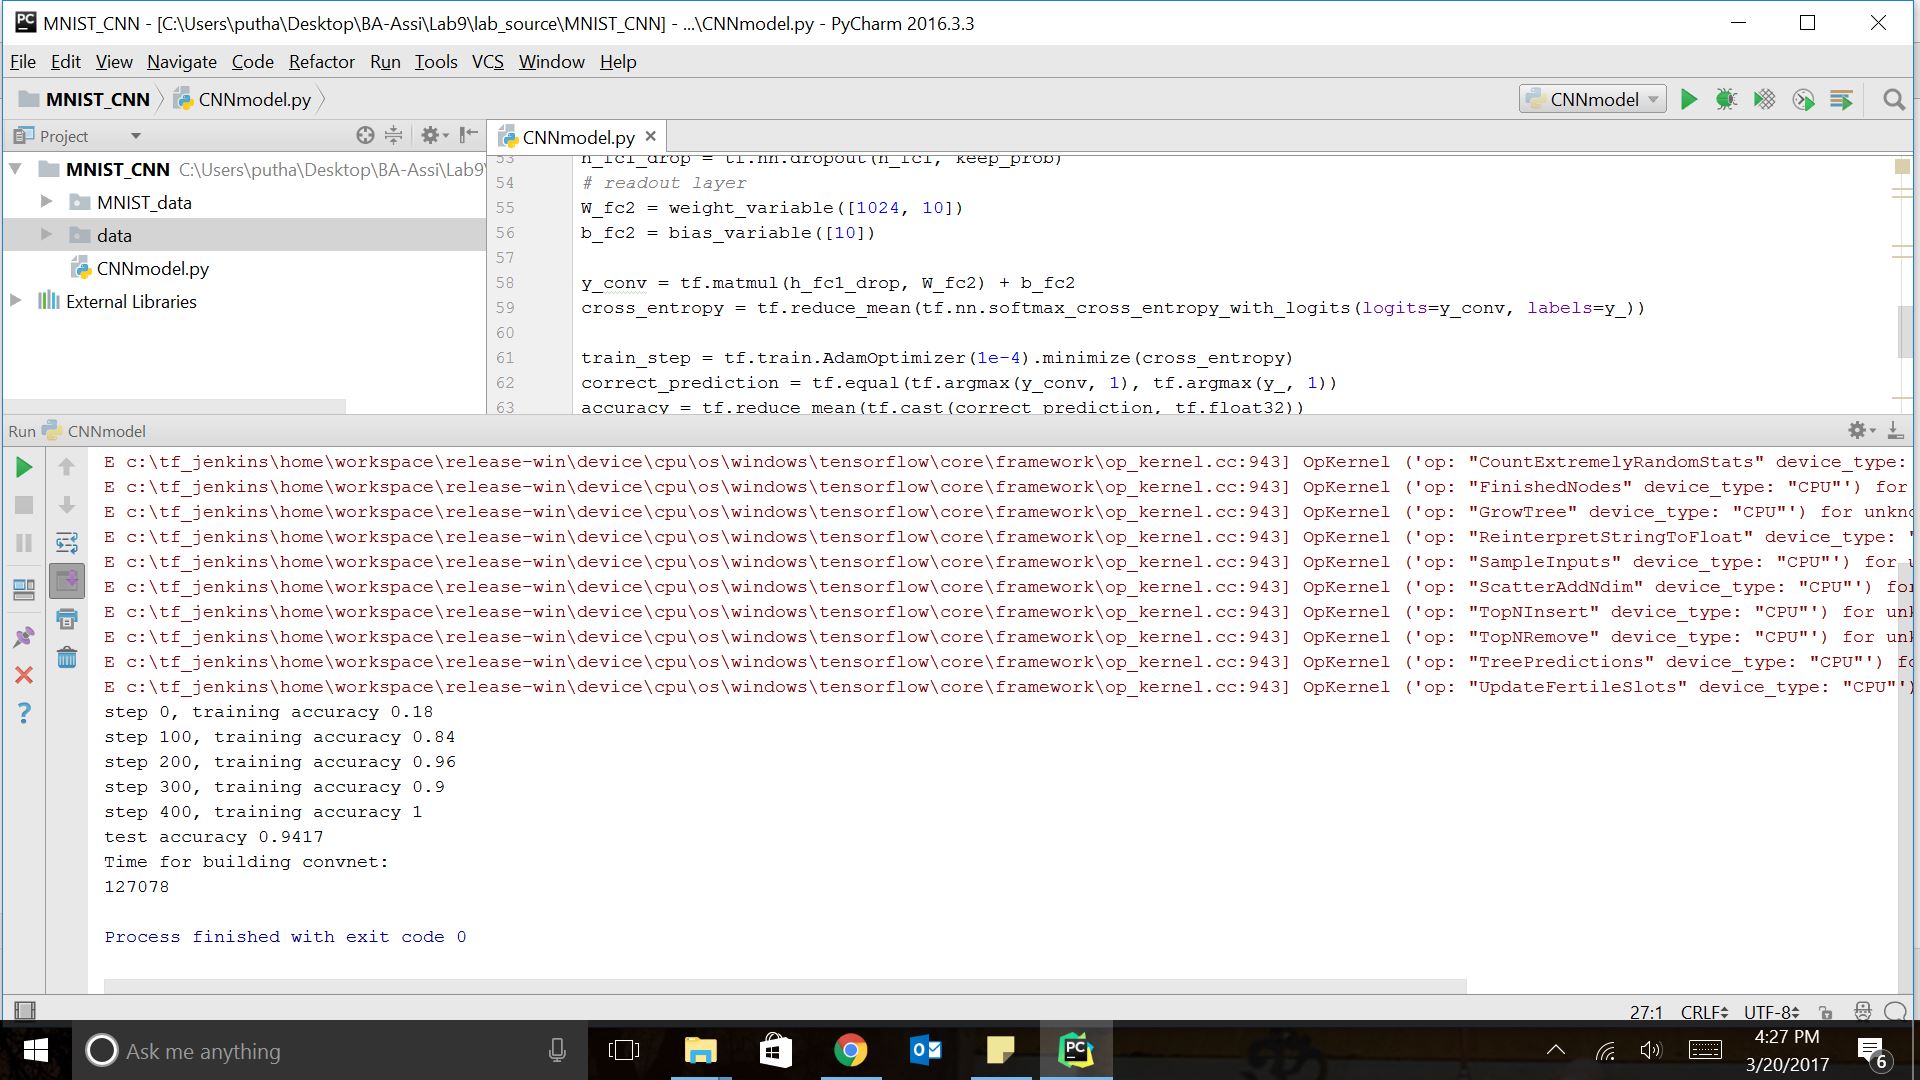 MNIST_CNN - [C:\Users\putha\Desktop\BA-Assi\Lab9\lab_source\MNIST_CNN] - ...\CNNmodel.py - PyCharm 2016.3.3
File Edit View Navigate Code Refactor Run Tools VCS Window Help
MNIST_CNN CNNmodel.py CNNmodel
Project CNNmodel.py
MNIST_CNN C:\Users\putha\Desktop\BA-Assi\Lab9\
MNIST_data
data
CNNmodel.py
External Libraries
53 h_fc1_drop = tf.nn.dropout(h_fc1, keep_prob)
54 # readout layer
55 W_fc2 = weight_variable([1024, 10])
56 b_fc2 = bias_variable([10])
57
58 y_conv = tf.matmul(h_fc1_drop, W_fc2) + b_fc2
59 cross_entropy = tf.reduce_mean(tf.nn.softmax_cross_entropy_with_logits(logits=y_conv, labels=y_))
60
61 train_step = tf.train.AdamOptimizer(1e-4).minimize(cross_entropy)
62 correct_prediction = tf.equal(tf.argmax(y_conv, 1), tf.argmax(y_, 1))
63 accuracy = tf.reduce_mean(tf.cast(correct_prediction, tf.float32))
Run CNNmodel
E c:\tf_jenkins\home\workspace\release-win\device\cpu\os\windows\tensorflow\core\framework\op_kernel.cc:943] OpKernel ('op: "CountExtremelyRandomStats" device_type:
E c:\tf_jenkins\home\workspace\release-win\device\cpu\os\windows\tensorflow\core\framework\op_kernel.cc:943] OpKernel ('op: "FinishedNodes" device_type: "CPU"') for
E c:\tf_jenkins\home\workspace\release-win\device\cpu\os\windows\tensorflow\core\framework\op_kernel.cc:943] OpKernel ('op: "GrowTree" device_type: "CPU"') for unkno
E c:\tf_jenkins\home\workspace\release-win\device\cpu\os\windows\tensorflow\core\framework\op_kernel.cc:943] OpKernel ('op: "ReinterpretStringToFloat" device_type: "
E c:\tf_jenkins\home\workspace\release-win\device\cpu\os\windows\tensorflow\core\framework\op_kernel.cc:943] OpKernel ('op: "SampleInputs" device_type: "CPU"') for u
E c:\tf_jenkins\home\workspace\release-win\device\cpu\os\windows\tensorflow\core\framework\op_kernel.cc:943] OpKernel ('op: "ScatterAddNdim" device_type: "CPU"') for
E c:\tf_jenkins\home\workspace\release-win\device\cpu\os\windows\tensorflow\core\framework\op_kernel.cc:943] OpKernel ('op: "TopNInsert" device_type: "CPU"') for unk
E c:\tf_jenkins\home\workspace\release-win\device\cpu\os\windows\tensorflow\core\framework\op_kernel.cc:943] OpKernel ('op: "TopNRemove" device_type: "CPU"') for unk
E c:\tf_jenkins\home\workspace\release-win\device\cpu\os\windows\tensorflow\core\framework\op_kernel.cc:943] OpKernel ('op: "TreePredictions" device_type: "CPU"') fo
E c:\tf_jenkins\home\workspace\release-win\device\cpu\os\windows\tensorflow\core\framework\op_kernel.cc:943] OpKernel ('op: "UpdateFertileSlots" device_type: "CPU"')
step 0, training accuracy 0.18
step 100, training accuracy 0.84
step 200, training accuracy 0.96
step 300, training accuracy 0.9
step 400, training accuracy 1
test accuracy 0.9417
Time for building convnet:
127078
Process finished with exit code 0
27:1 CRLF UTF-8
Ask me anything
4:27 PM
3/20/2017
6